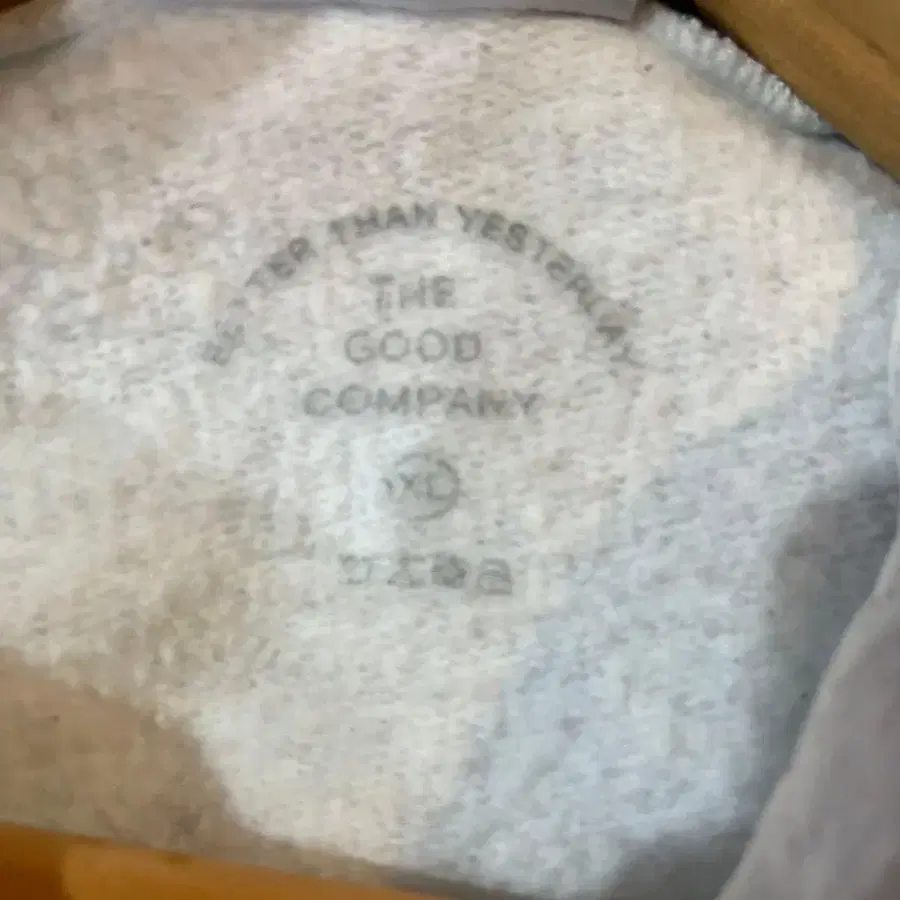 BETTER THAN YESTERDAY
THE
GOOD
COMPANY
XL